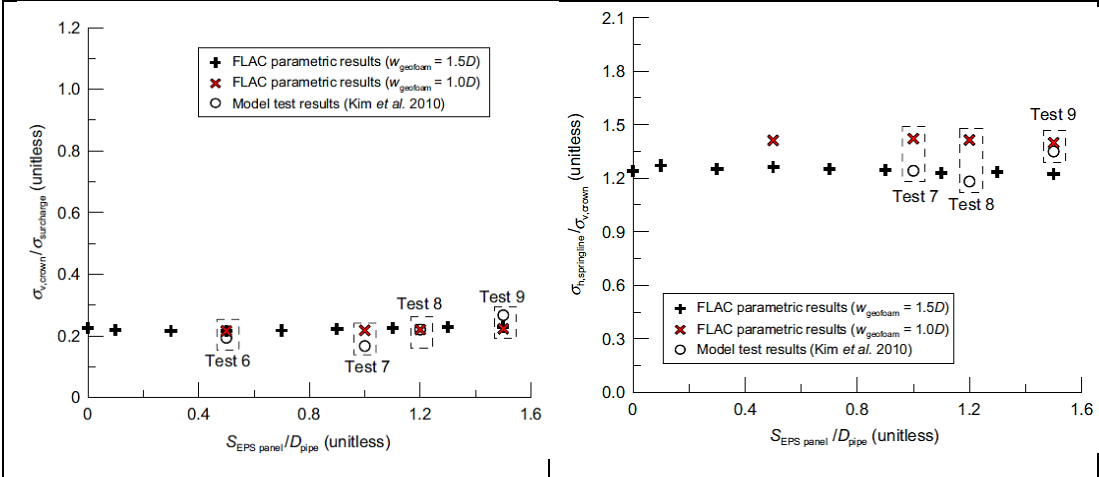 1.2
1.0
0.8
0.6
0.4
0.2
0
σv,crown/σsurcharge (unitless)
FLAC parametric results (wgeofoam = 1.5D)
FLAC parametric results (wgeofoam = 1.0D)
Model test results (Kim et al. 2010)
Test 6
Test 7
Test 8
Test 9
0 0.4 0.8 1.2 1.6
SEPS panel/Dpipe (unitless)
2.1
1.8
1.5
1.2
0.9
0.6
0.3
0.0
σh,springline/σv,crown (unitless)
Test 9
Test 7
Test 8
FLAC parametric results (wgeofoam = 1.5D)
FLAC parametric results (wgeofoam = 1.0D)
Model test results (Kim et al. 2010)
0 0.4 0.8 1.2 1.6
SEPS panel/Dpipe (unitless)